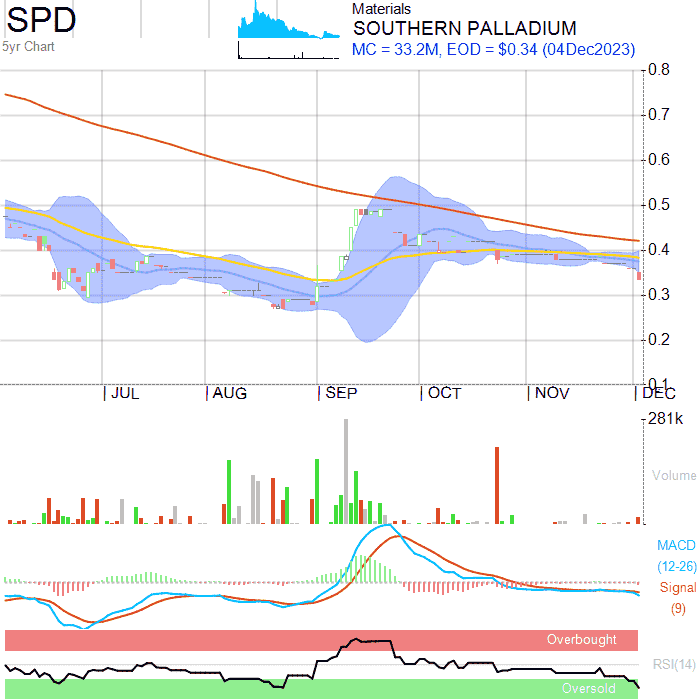 SPD
5yr Chart
Materials
SOUTHERN PALLADIUM
MC = 33.2M, EOD = $0.34 (04Dec2023)
0.8
0.7
0.6
0.5
0.4
0.3
0.2
0.1
JUL AUG SEP OCT NOV DEC
281k
Volume
MACD
(12-26)
Signal
(9)
Overbought
RSI(14)
Oversold